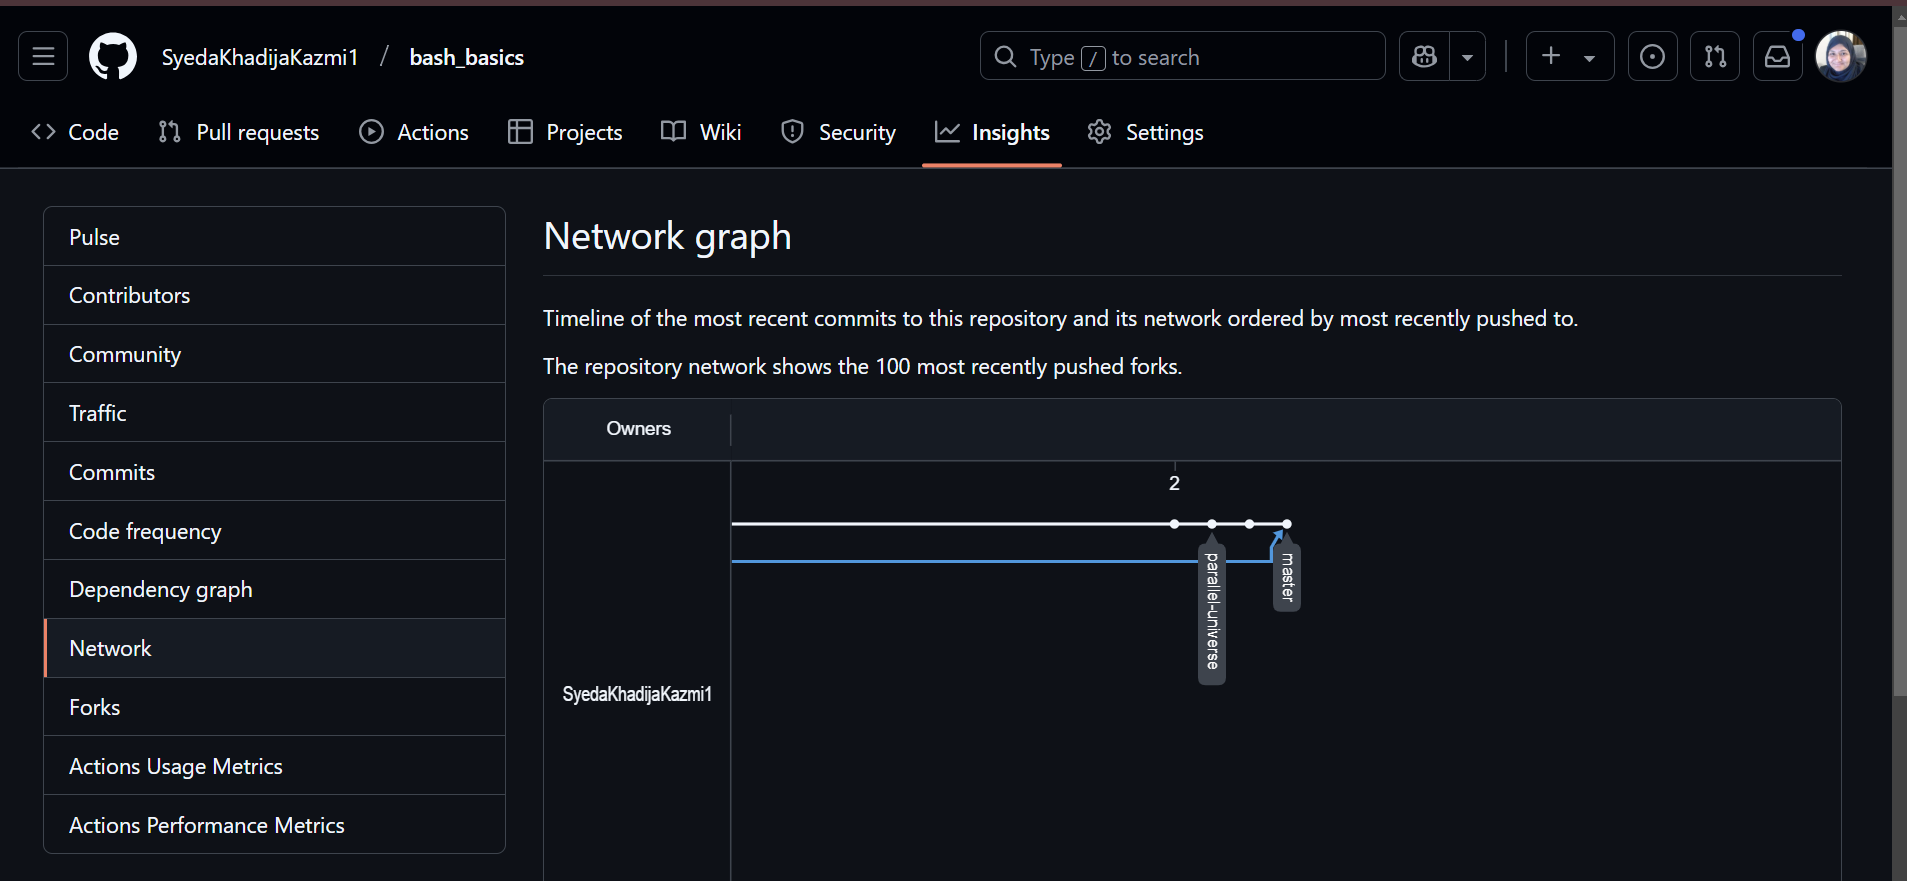 SyedaKhadijaKazmi1 / bash_basics
Type / to search
Code Pull requests Actions Projects Wiki Security Insights Settings
Pulse
Contributors
Community
Traffic
Commits
Code frequency
Dependency graph
Network
Forks
Actions Usage Metrics
Actions Performance Metrics
Network graph
Timeline of the most recent commits to this repository and its network ordered by most recently pushed to.
The repository network shows the 100 most recently pushed forks.
Owners
2
parallel-universe
master
SyedaKhadijaKazmi1